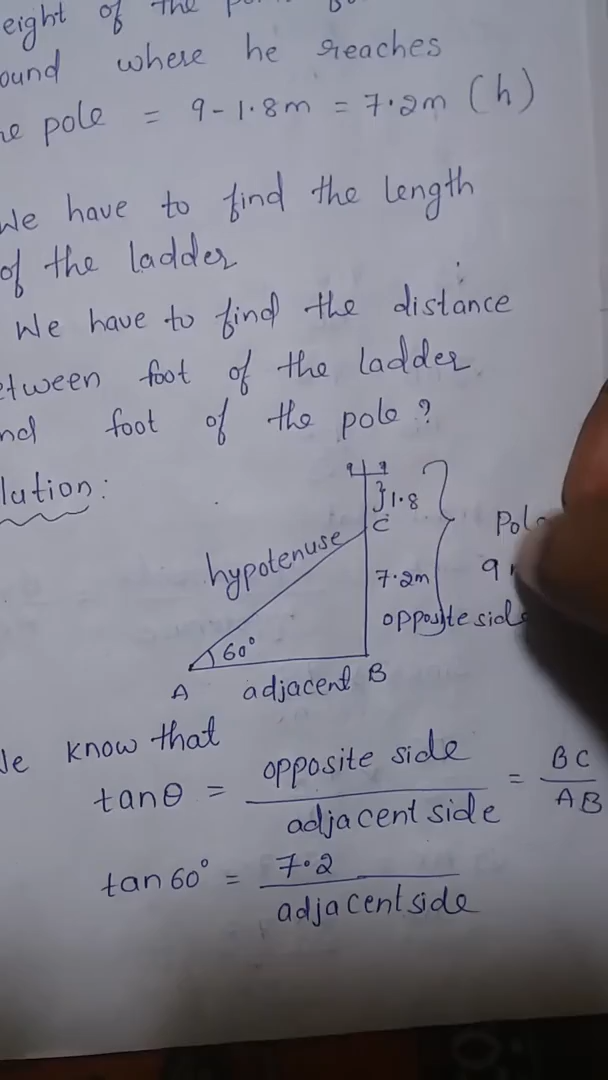 eight of the
ound where he reaches
he pole = 9-1.8m = 7.2m (h)
We have to find the length
of the ladder
We have to find the distance
etween foot of the ladder
nd foot of the pole ?
lution:
}1.8
C
Pole
hypotenuse
7.2m
9
opposite side
60°
A adjacent B
We know that
tanθ = opposite side / adjacent side = BC / AB
tan 60° = 7.2 / adjacent side